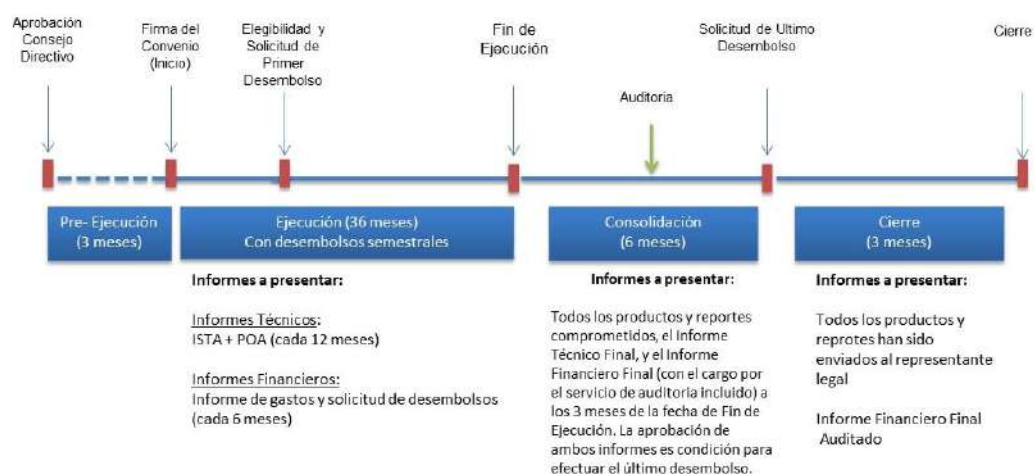 Aprobación
Consejo
Directivo
Firma del
Convenio
(Inicio)
Elegibilidad y
Solicitud de
Primer
Desembolso
Fin de
Ejecución
Auditoria
Solicitud de Ultimo
Desembolso
Cierre
Pre- Ejecución
(3 meses)
Ejecución (36 meses)
Con desembolsos semestrales
Consolidación
(6 meses)
Cierre
(3 meses)
Informes a presentar:
Informes Técnicos:
ISTA + POA (cada 12 meses)
Informes Financieros:
Informe de gastos y solicitud de desembolsos
(cada 6 meses)
Informes a presentar:
Todos los productos y reportes
comprometidos, el Informe
Técnico Final, y el Informe
Financiero Final (con el cargo por
el servicio de auditoria incluido) a
los 3 meses de la fecha de Fin de
Ejecución. La aprobación de
ambos informes es condición para
efectuar el último desembolso.
Informes a presentar:
Todos los productos y
reprotes han sido
enviados al representante
legal
Informe Financiero Final
Auditado